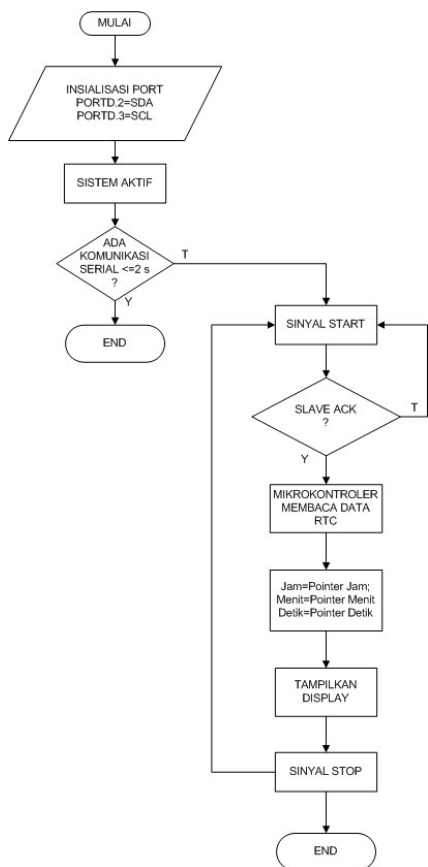 MULAI
INSIALISASI PORT
PORTD.2=SDA
PORTD.3=SCL
SISTEM AKTIF
ADA
KOMUNIKASI
SERIAL <=2 s
?
T
Y
END
SINYAL START
SLAVE ACK
?
T
Y
MIKROKONTROLER
MEMBACA DATA
RTC
Jam=Pointer Jam;
Menit=Pointer Menit
Detik=Pointer Detik
TAMPILKAN
DISPLAY
SINYAL STOP
END